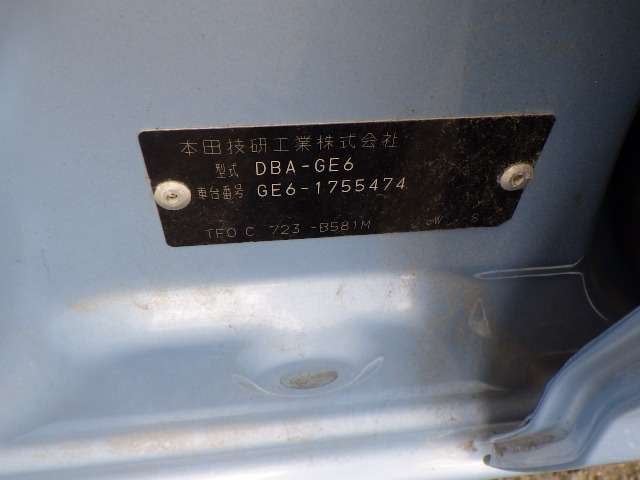 本田技研工業株式会社
型式 DBA-GE6
車台番号 GE6-1755474
TF0 C 723 -B581M W S